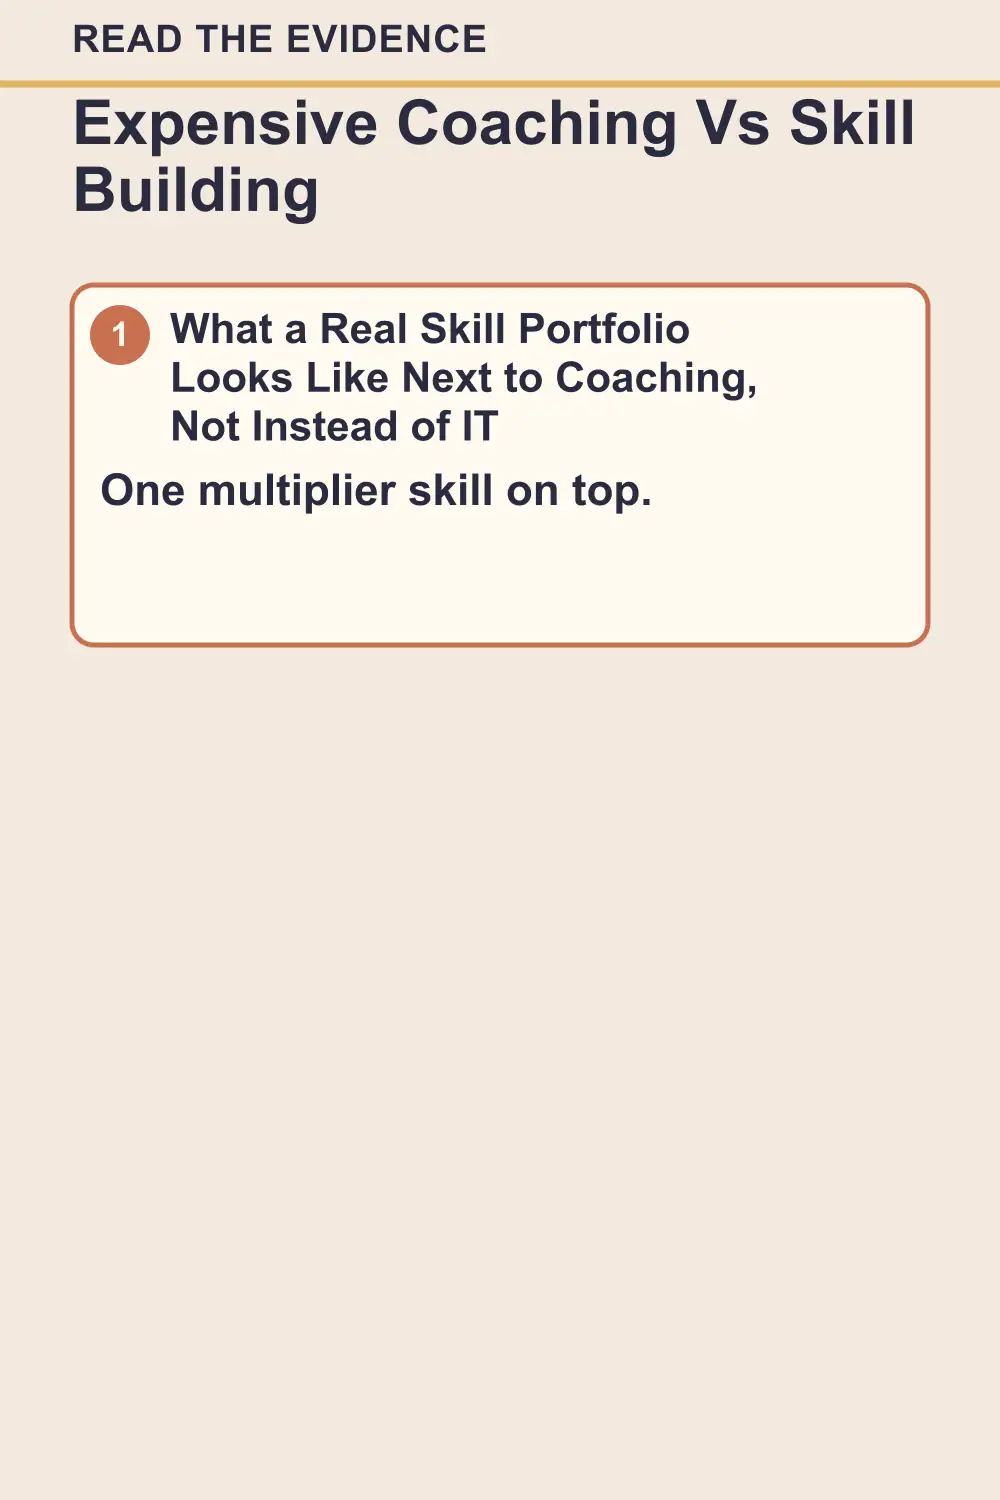 READ THE EVIDENCE
Expensive Coaching Vs Skill
Building
1
What a Real Skill Portfolio
Looks Like Next to Coaching,
Not Instead of IT
One multiplier skill on top.